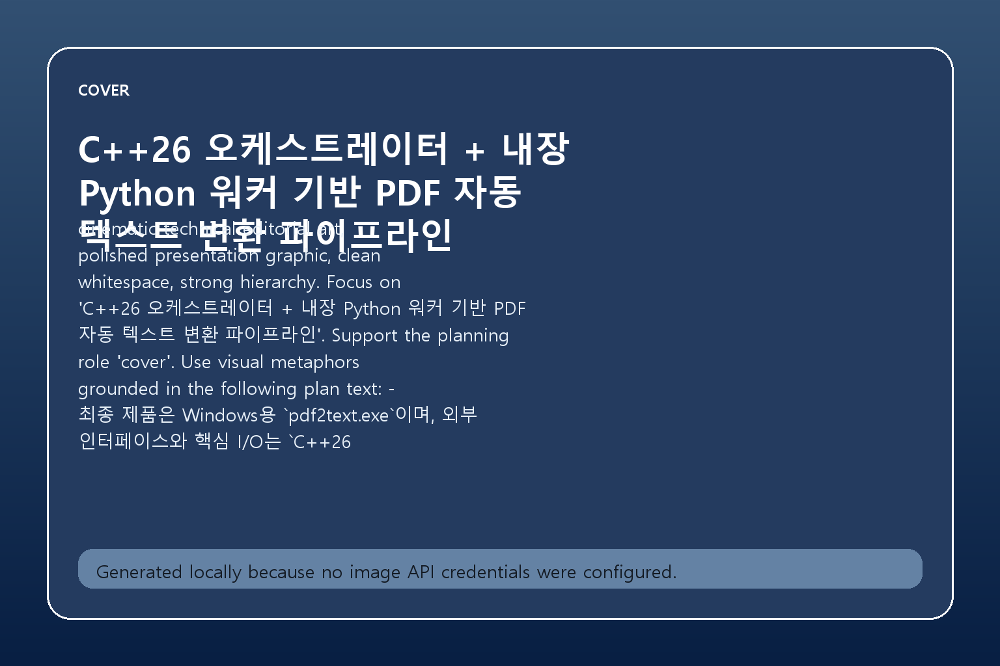 COVER
C++26 오케스트레이터 + 내장
Python 워커 기반 PDF 자동
텍스트 변환 파이프라인
cinematic technical editorial art,
polished presentation graphic, clean
whitespace, strong hierarchy. Focus on
'C++26 오케스트레이터 + 내장 Python 워커 기반 PDF
자동 텍스트 변환 파이프라인'. Support the planning
role 'cover'. Use visual metaphors
grounded in the following plan text: -
최종 제품은 Windows용 `pdf2text.exe`이며, 외부
인터페이스와 핵심 I/O는 `C++26
Generated locally because no image API credentials were configured.